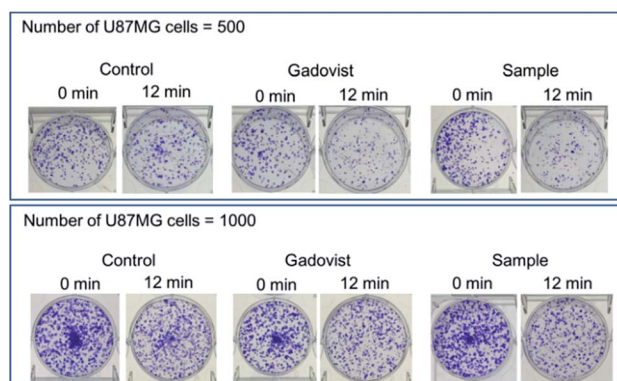 Number of U87MG cells = 500
Control Gadovist Sample
0 min 12 min 0 min 12 min 0 min 12 min
Number of U87MG cells = 1000
Control Gadovist Sample
0 min 12 min 0 min 12 min 0 min 12 min